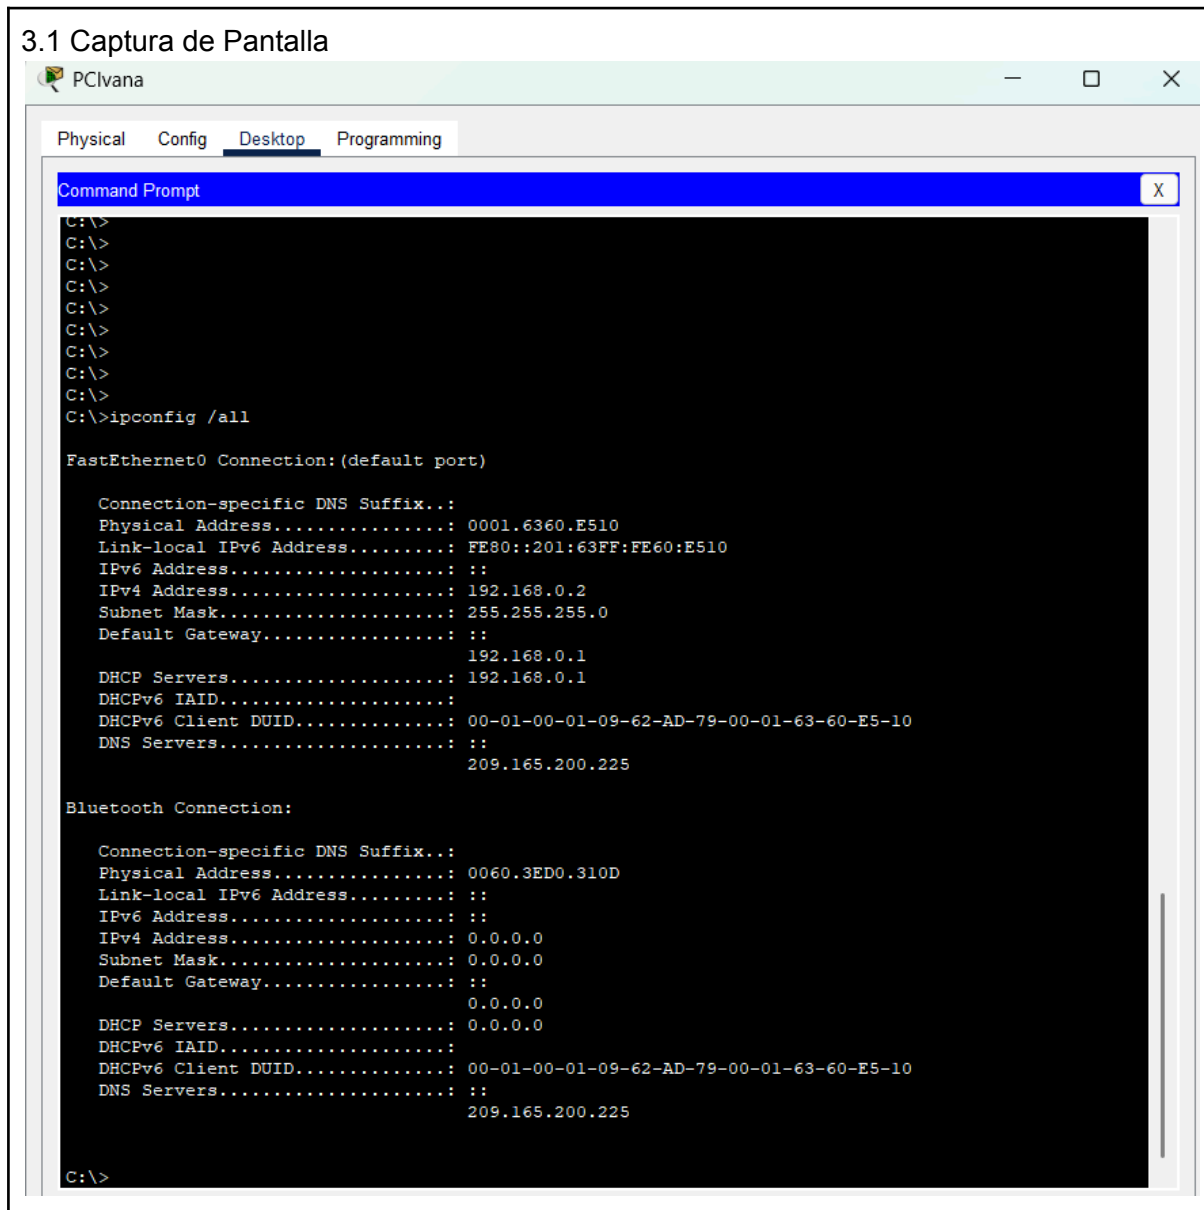 3.1 Captura de Pantalla
PCIvana
Physical Config Desktop Programming
Command Prompt X
C:\>
C:\>
C:\>
C:\>
C:\>
C:\>
C:\>
C:\>
C:\>
C:\>ipconfig /all
FastEthernet0 Connection:(default port)
Connection-specific DNS Suffix..:
Physical Address................: 0001.6360.E510
Link-local IPv6 Address.........: FE80::201:63FF:FE60:E510
IPv6 Address....................: ::
IPv4 Address....................: 192.168.0.2
Subnet Mask.....................: 255.255.255.0
Default Gateway.................: ::
192.168.0.1
DHCP Servers....................: 192.168.0.1
DHCPv6 IAID.....................:
DHCPv6 Client DUID..............: 00-01-00-01-09-62-AD-79-00-01-63-60-E5-10
DNS Servers.....................: ::
209.165.200.225
Bluetooth Connection:
Connection-specific DNS Suffix..:
Physical Address................: 0060.3ED0.310D
Link-local IPv6 Address.........: ::
IPv6 Address....................: ::
IPv4 Address....................: 0.0.0.0
Subnet Mask.....................: 0.0.0.0
Default Gateway.................: ::
0.0.0.0
DHCP Servers....................: 0.0.0.0
DHCPv6 IAID.....................:
DHCPv6 Client DUID..............: 00-01-00-01-09-62-AD-79-00-01-63-60-E5-10
DNS Servers.....................: ::
209.165.200.225
C:\>